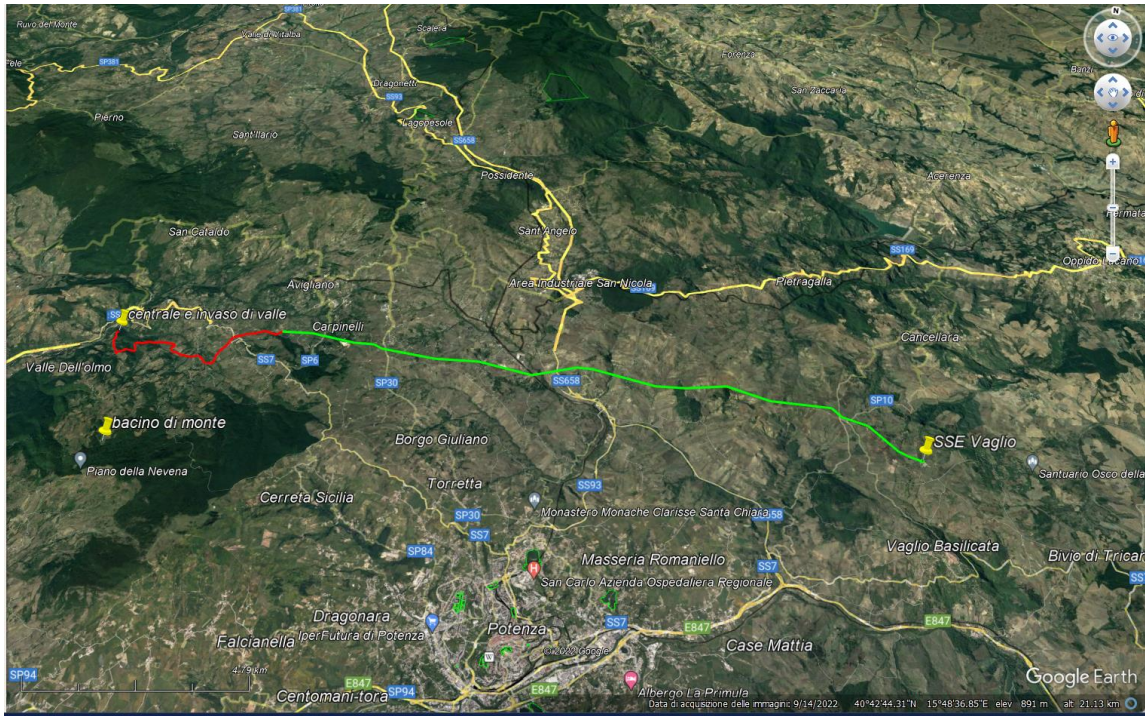 Ruvo del Monte
SP381
Scalera
Valle di Vitalba
Forenza
SP381
Dragonetti
San Zaccaria
SS93
Pierno
Lagopesole
Sant'Ilario
SS658
Possidente
Acerenza
San Cataldo
Sant'Angelo
SS169
Avigliano
Area Industriale San Nicola
Pietragalla
centrale e invaso di valle
Carpinelli
Cancellara
Valle Dell'olmo
SS7
SP6
SP30
SS658
SP10
bacino di monte
Borgo Giuliano
SSE Vaglio
Piano della Nevena
Torretta
Santuario Osco della
Cerreta Sicilia
SS93
SP30
Monastero Monache Clarisse Santa Chiara
SS7
SP84
Masseria Romaniello
Vaglio Basilicata
SS7
San Carlo Azienda Ospedaliera Regionale
Dragonara
SS7
E847
E847
Falcianella
IperFutura di Potenza
Potenza
Case Mattia
© 2022 Google
SP94
4.79 km
E847
SP94
E847
Centomani-tora
Albergo La Primula
Google Earth
Data di acquisizione delle immagini: 9/14/2022 40°42'44.31"N 15°48'36.85"E elev 891 m alt 21.13 km